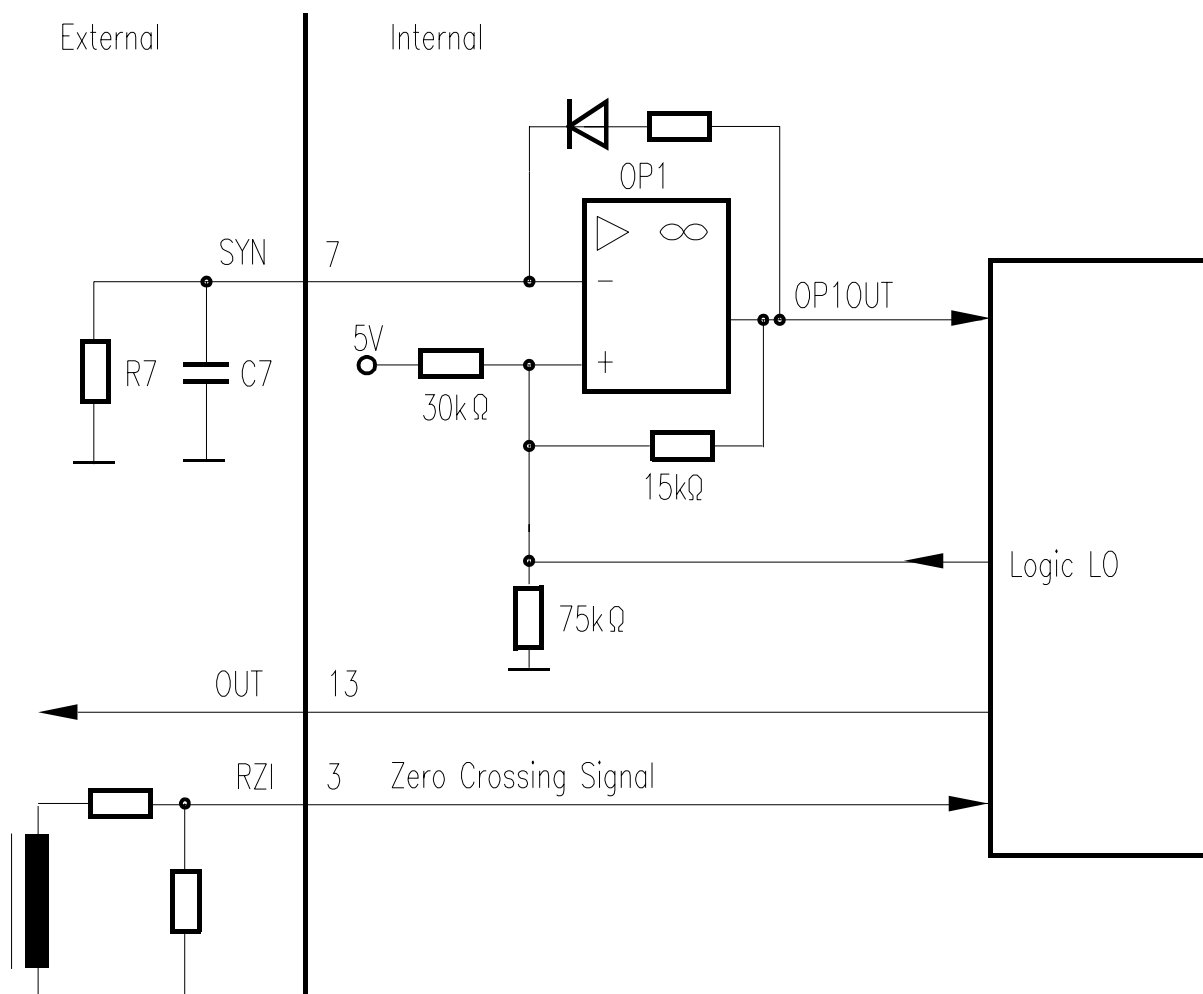 External
Internal
OP1
SYN
7
OP1OUT
−
5V
+
R7
C7
30kΩ
15kΩ
Logic LO
75kΩ
OUT
13
RZI
3
Zero Crossing Signal